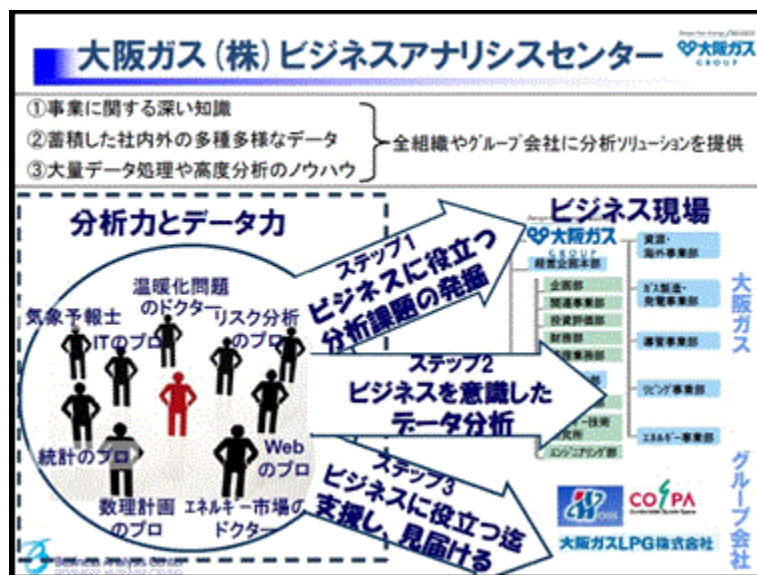 大阪ガス(株)ビジネスアナリシスセンター
大阪ガス
GROUP
①事業に関する深い知識
②蓄積した社内外の多種多様なデータ
③大量データ処理や高度分析のノウハウ
全組織やグループ会社に分析ソリューションを提供
分析力とデータ力
温暖化問題
のドクター
気象予報士
ITのプロ
リスク分析
のプロ
統計のプロ
Web
のプロ
数理計画
のプロ
エネルギー市場の
ドクター
ステップ1
ビジネスに役立つ
分析課題の発掘
ステップ2
ビジネスを意識した
データ分析
ステップ3
ビジネスに役立つ迄
支援し、見届ける
ビジネス現場
大阪ガス
経営企画本部
企画部
関連事業部
投資評価部
財務部
エンジニアリング部
資源・
海外事業部
ガス製造・
発電事業部
導管事業部
リビング事業部
エネルギー事業部
大阪ガス
グループ会社
COSPA
大阪ガスLPG株式会社
Business Analysis Center